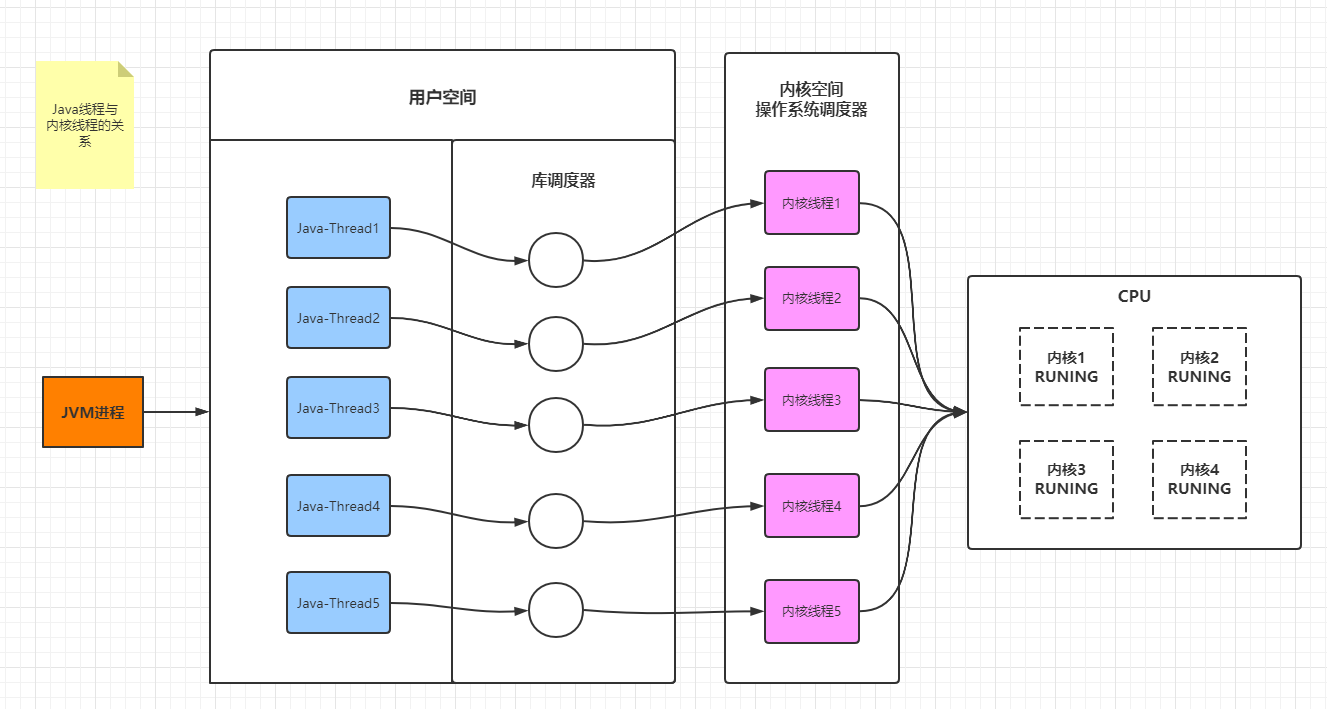 Java线程与
内核线程的关
系
用户空间
库调度器
Java-Thread1
Java-Thread2
Java-Thread3
Java-Thread4
Java-Thread5
JVM进程
内核空间
操作系统调度器
内核线程1
内核线程2
内核线程3
内核线程4
内核线程5
CPU
内核1
RUNING
内核2
RUNING
内核3
RUNING
内核4
RUNING